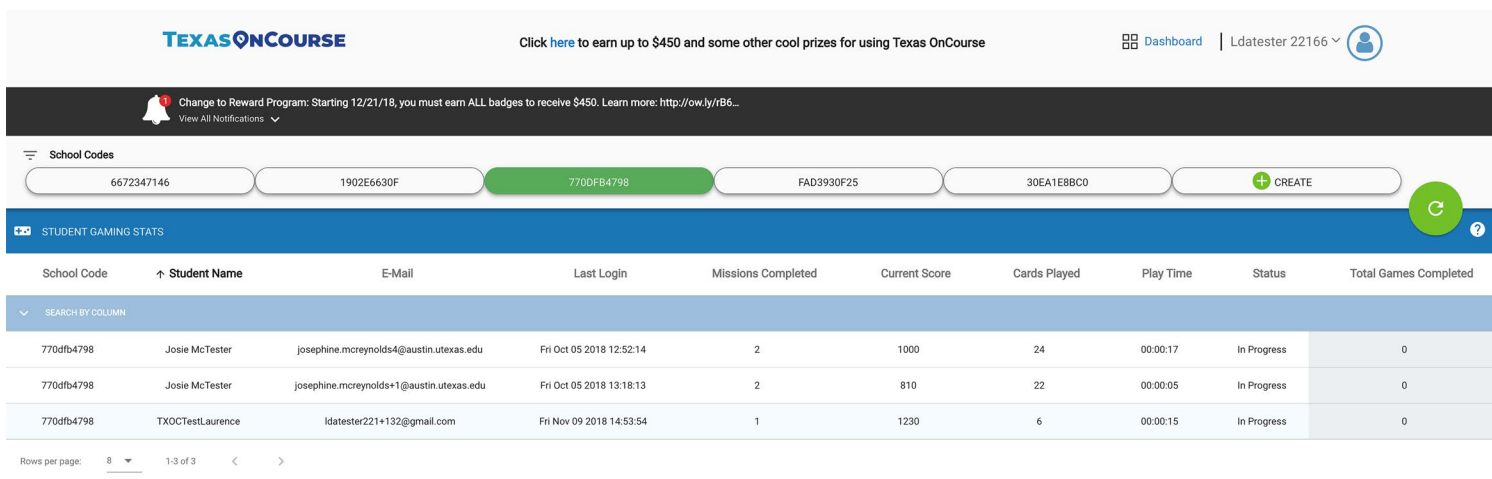 TEXAS ONCOURSE
Click here to earn up to $450 and some other cool prizes for using Texas OnCourse
Dashboard
Ldatester 22166
1
Change to Reward Program: Starting 12/21/18, you must earn ALL badges to receive $450. Learn more: http://ow.ly/rB6...
View All Notifications
School Codes
6672347146 1902E6630F 770DFB4798 FAD3930F25 30EA1E8BC0 + CREATE
STUDENT GAMING STATS ?
School Code ↑ Student Name E-Mail Last Login Missions Completed Current Score Cards Played Play Time Status Total Games Completed
SEARCH BY COLUMN
770dfb4798 Josie McTester josephine.mcreynolds4@austin.utexas.edu Fri Oct 05 2018 12:52:14 2 1000 24 00:00:17 In Progress 0
770dfb4798 Josie McTester josephine.mcreynolds+1@austin.utexas.edu Fri Oct 05 2018 13:18:13 2 810 22 00:00:05 In Progress 0
770dfb4798 TXOCTestLaurence ldatester221+132@gmail.com Fri Nov 09 2018 14:53:54 1 1230 6 00:00:15 In Progress 0
Rows per page: 8 1-3 of 3 < >